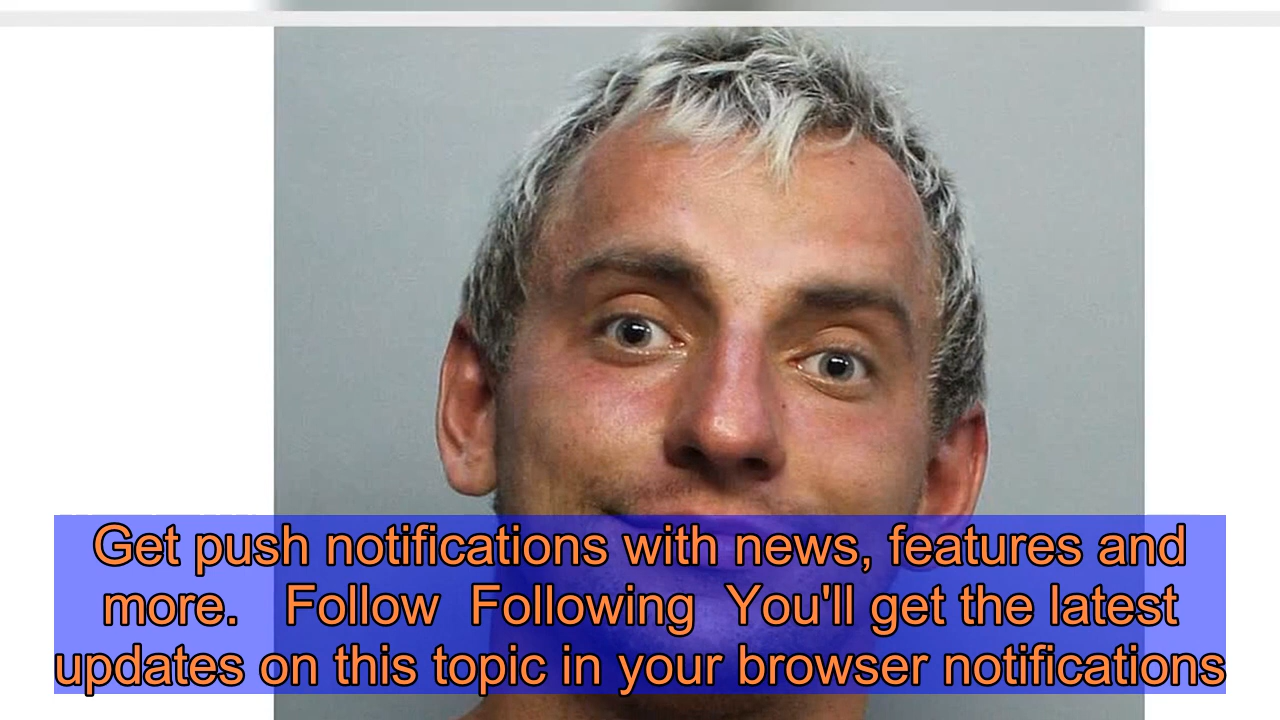 Get push notifications with news, features and
more.   Follow  Following  You'll get the latest
updates on this topic in your browser notifications